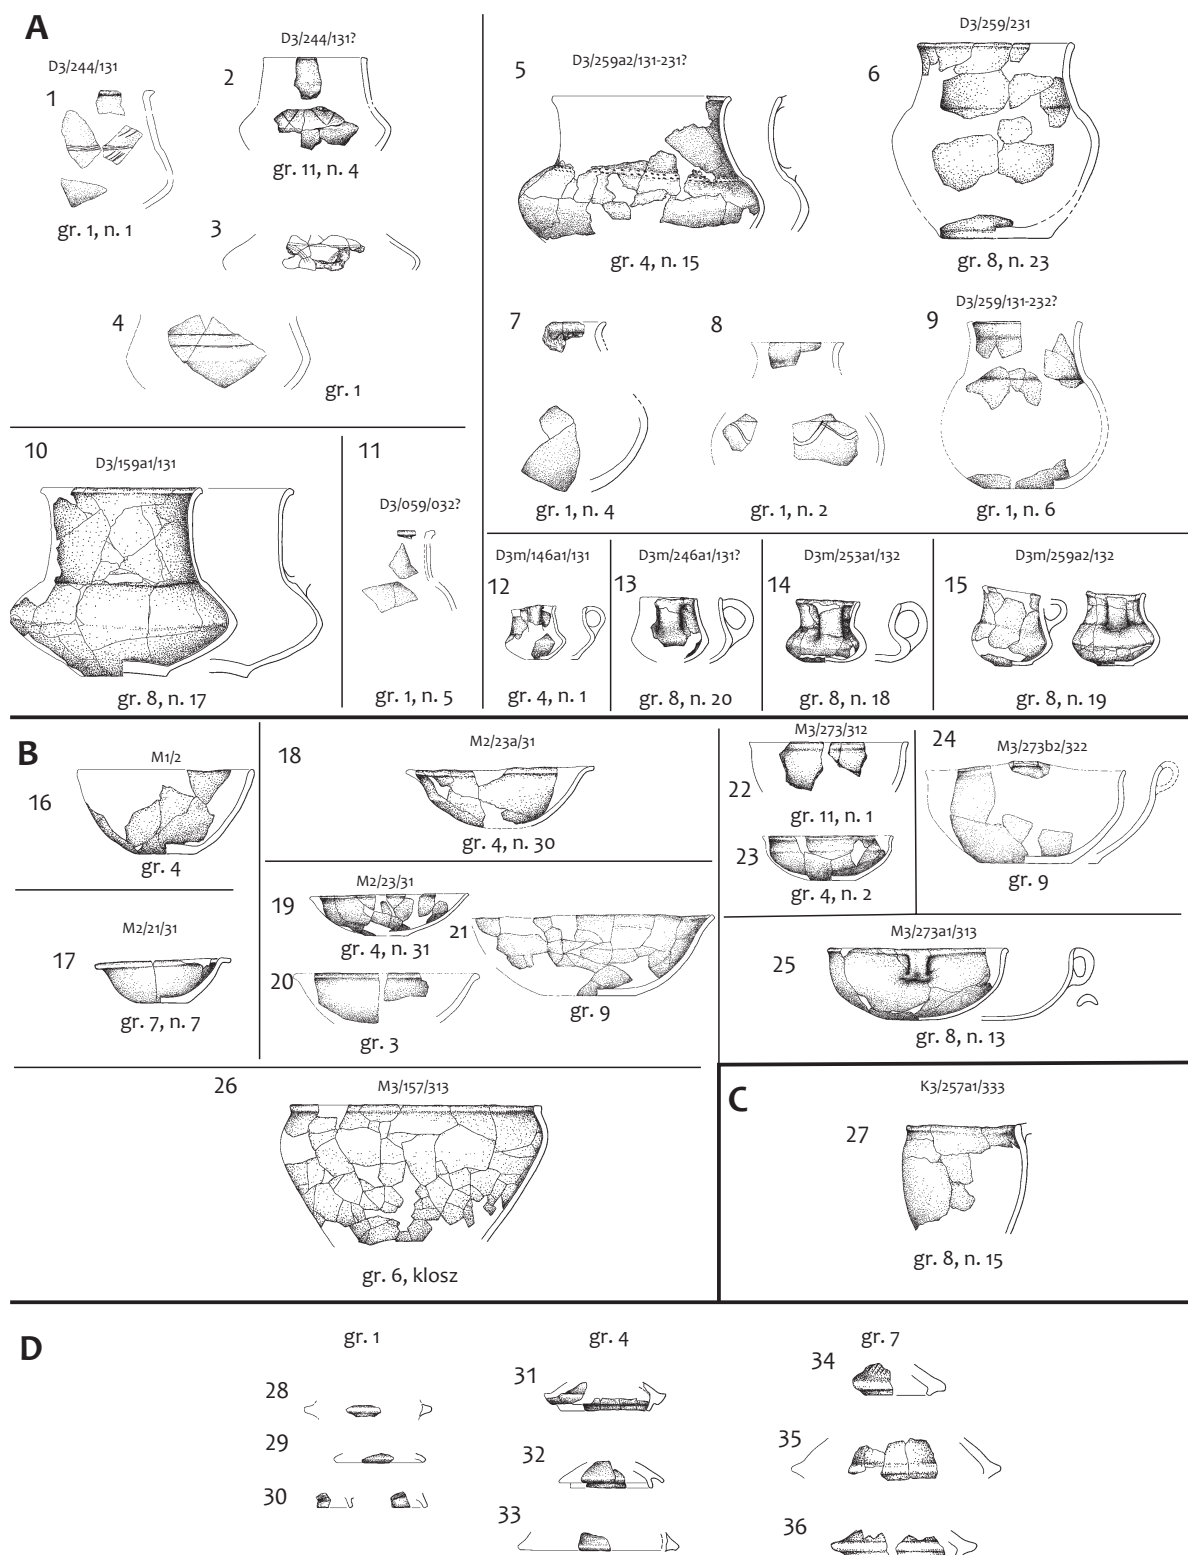 A
D3/244/131
1
gr. 1, n. 1
D3/244/131?
2
gr. 11, n. 4
3
4
gr. 1
D3/259a2/131-231?
5
gr. 4, n. 15
D3/259/231
6
gr. 8, n. 23
7
gr. 1, n. 4
8
gr. 1, n. 2
D3/259/131-232?
9
gr. 1, n. 6
10
D3/159a1/131
gr. 8, n. 17
11
D3/059/032?
gr. 1, n. 5
D3m/146a1/131
12
gr. 4, n. 1
D3m/246a1/131?
13
gr. 8, n. 20
D3m/253a1/132
14
gr. 8, n. 18
D3m/259a2/132
15
gr. 8, n. 19
B
M1/2
16
gr. 4
M2/21/31
17
gr. 7, n. 7
18
M2/23a/31
gr. 4, n. 30
M2/23/31
19
gr. 4, n. 31
20
gr. 3
21
gr. 9
M3/273/312
22
gr. 11, n. 1
23
gr. 4, n. 2
24
M3/273b2/322
gr. 9
M3/273a1/313
25
gr. 8, n. 13
26
M3/157/313
gr. 6, klosz
C
K3/257a1/333
27
gr. 8, n. 15
D
gr. 1
28
29
30
gr. 4
31
32
33
gr. 7
34
35
36